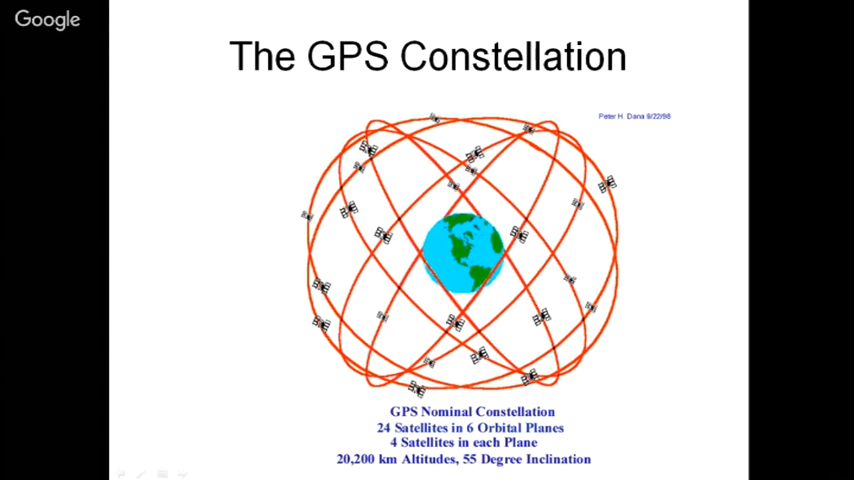 Google
The GPS Constellation
Peter H. Dana 9/22/98
GPS Nominal Constellation
24 Satellites in 6 Orbital Planes
4 Satellites in each Plane
20,200 km Altitudes, 55 Degree Inclination